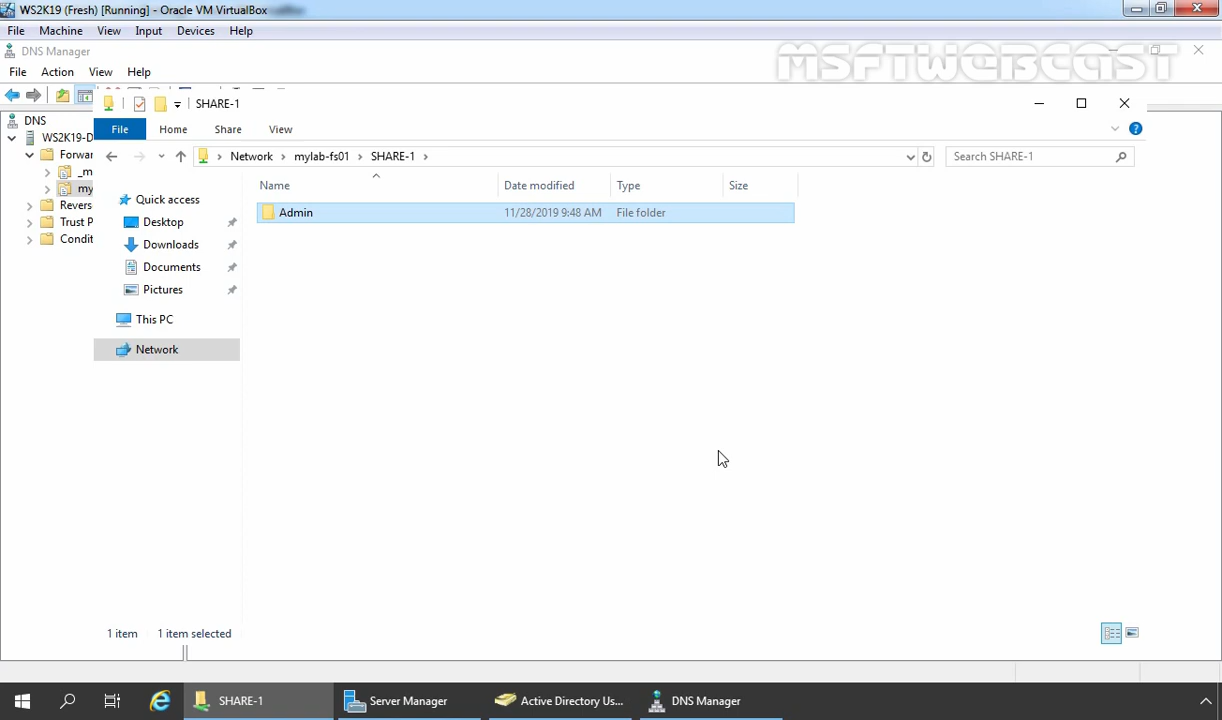 WS2K19 (Fresh) [Running] - Oracle VM VirtualBox
File Machine View Input Devices Help
DNS Manager
MSFTWEBCAST
File Action View Help
SHARE-1
DNS
File Home Share View
WS2K19-D
Network mylab-fs01 SHARE-1 Search SHARE-1
Forwar
_m
my
Revers
Trust P
Condit
Name Date modified Type Size
Admin 11/28/2019 9:48 AM File folder
Quick access
Desktop
Downloads
Documents
Pictures
This PC
Network
1 item 1 item selected
SHARE-1 Server Manager Active Directory Us... DNS Manager